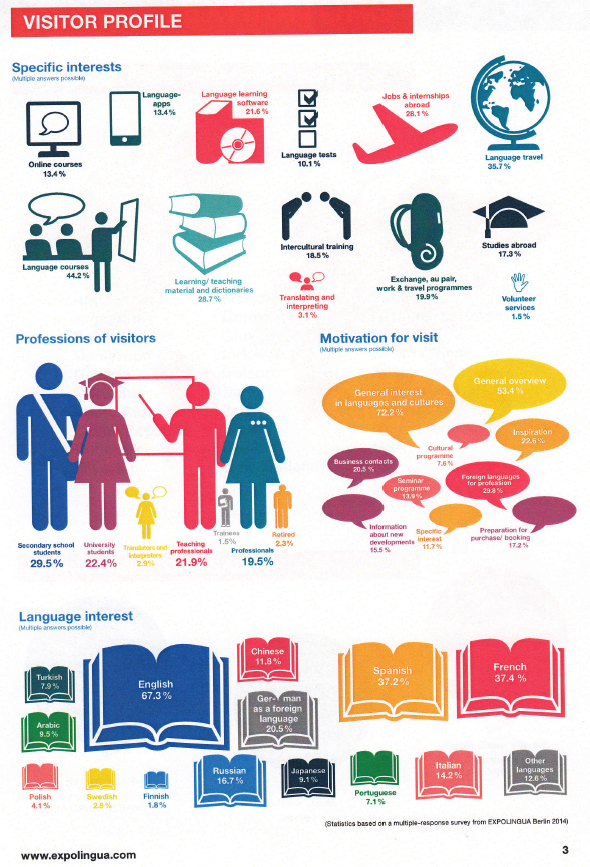 VISITOR PROFILE
Specific interests
(Multiple answers possible)
Online courses
13.4 %
Language-
apps
13.4 %
Language learning
software
21.6 %
Language tests
10.1 %
Jobs & internships
abroad
28.1 %
Language travel
35.7 %
Language courses
44.2 %
Learning/ teaching
material and dictionaries
28.7 %
Intercultural training
18.5 %
Translating and
interpreting
3.1 %
Exchange, au pair,
work & travel programmes
19.9 %
Studies abroad
17.3 %
Volunteer
services
1.5 %
Professions of visitors
Secondary school
students
29.5%
University
students
22.4%
Translators and
interpreters
2.9%
Teaching
professionals
21.9%
Trainees
1.5%
Professionals
19.5%
Retired
2.3%
Motivation for visit
(Multiple answers possible)
General interest
in languages and cultures
72.2 %
General overview
53.4 %
Cultural
programme
7.6 %
Inspiration
22.6 %
Business contacts
20.5 %
Seminar
programme
13.9 %
Foreign languages
for profession
29.8 %
Information
about new
developments
15.5 %
Specific
interest
11.7 %
Preparation for
purchase/ booking
17.2 %
Language interest
(Multiple answers possible)
Turkish
7.9 %
English
67.3 %
Chinese
11.8 %
Spanish
37.2 %
French
37.4 %
Arabic
9.5 %
Ger- man
as a foreign
language
20.5 %
Polish
4.1 %
Swedish
2.8 %
Finnish
1.8 %
Russian
16.7 %
Japanese
9.1 %
Portuguese
7.1 %
Italian
14.2 %
Other
languages
12.6 %
(Statistics based on a multiple-response survey from EXPOLINGUA Berlin 2014)
www.expolingua.com
3